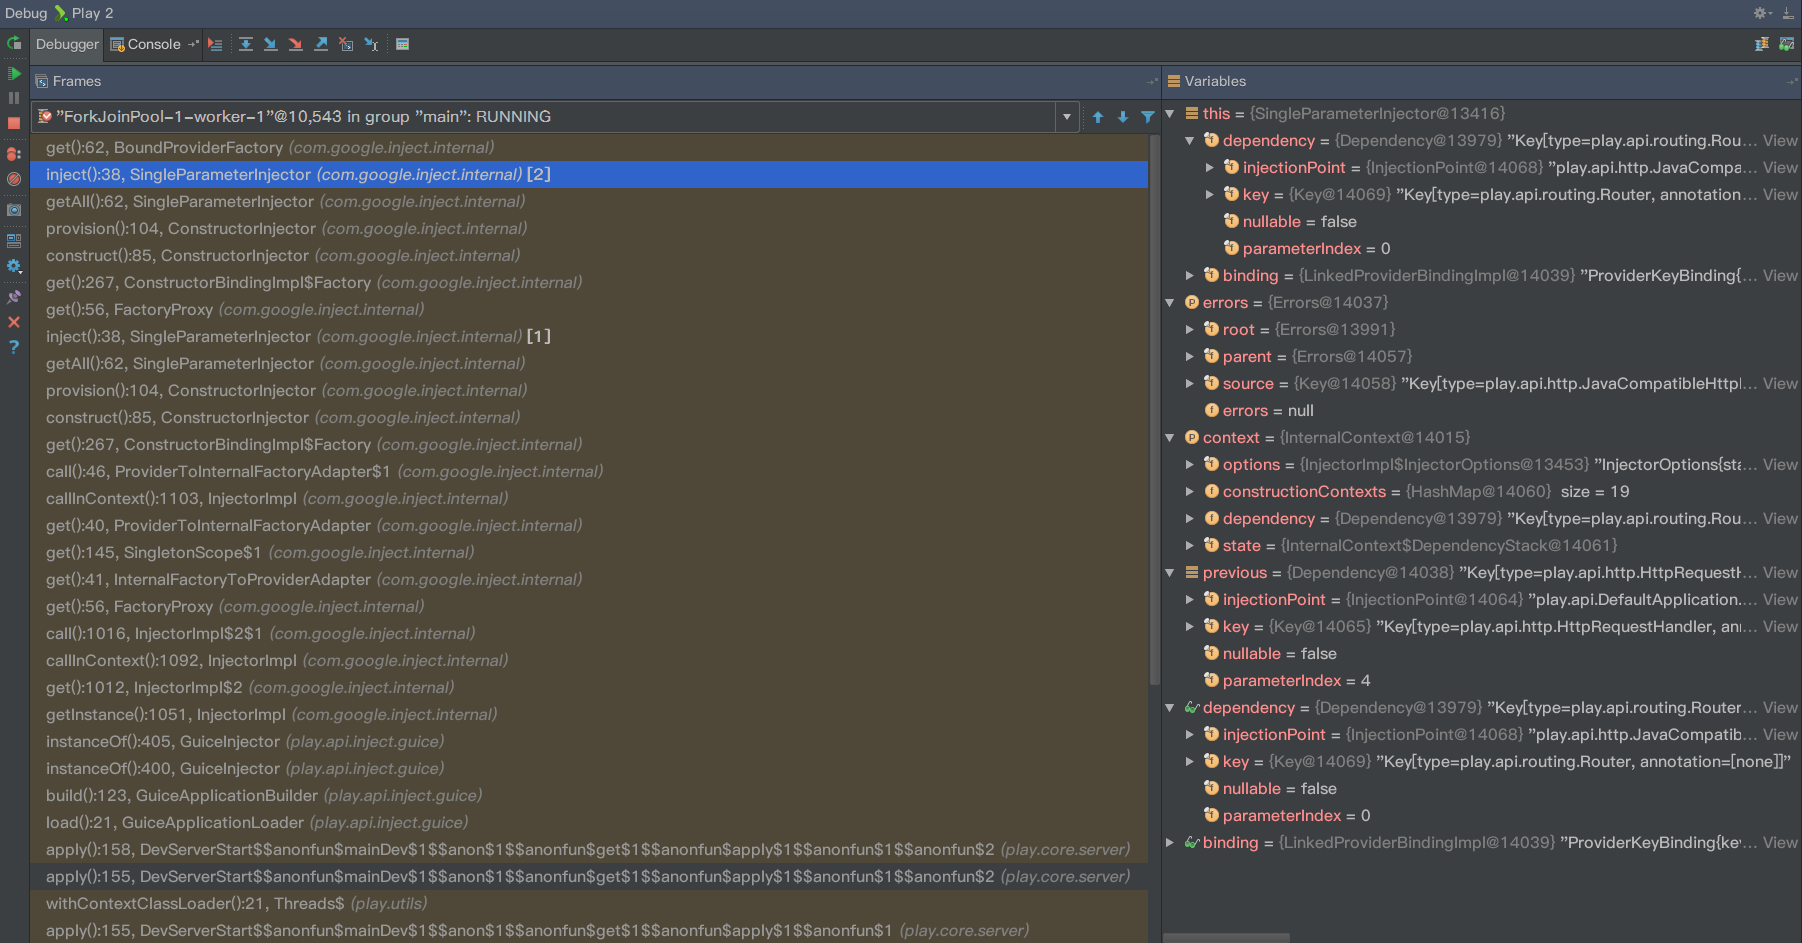 Debug Play 2
Debugger Console
Frames
"ForkJoinPool-1-worker-1"@10,543 in group "main": RUNNING
get():62, BoundProviderFactory (com.google.inject.internal)
inject():38, SingleParameterInjector (com.google.inject.internal) [2]
getAll():62, SingleParameterInjector (com.google.inject.internal)
provision():104, ConstructorInjector (com.google.inject.internal)
construct():85, ConstructorInjector (com.google.inject.internal)
get():267, ConstructorBindingImpl$Factory (com.google.inject.internal)
get():56, FactoryProxy (com.google.inject.internal)
inject():38, SingleParameterInjector (com.google.inject.internal) [1]
getAll():62, SingleParameterInjector (com.google.inject.internal)
provision():104, ConstructorInjector (com.google.inject.internal)
construct():85, ConstructorInjector (com.google.inject.internal)
get():267, ConstructorBindingImpl$Factory (com.google.inject.internal)
call():46, ProviderToInternalFactoryAdapter$1 (com.google.inject.internal)
callInContext():1103, InjectorImpl (com.google.inject.internal)
get():40, ProviderToInternalFactoryAdapter (com.google.inject.internal)
get():145, SingletonScope$1 (com.google.inject.internal)
get():41, InternalFactoryToProviderAdapter (com.google.inject.internal)
get():56, FactoryProxy (com.google.inject.internal)
call():1016, InjectorImpl$2$1 (com.google.inject.internal)
callInContext():1092, InjectorImpl (com.google.inject.internal)
get():1012, InjectorImpl$2 (com.google.inject.internal)
getInstance():1051, InjectorImpl (com.google.inject.internal)
instanceOf():405, GuiceInjector (play.api.inject.guice)
instanceOf():400, GuiceInjector (play.api.inject.guice)
build():123, GuiceApplicationBuilder (play.api.inject.guice)
load():21, GuiceApplicationLoader (play.api.inject.guice)
apply():158, DevServerStart$$anonfun$mainDev$1$$anon$1$$anonfun$get$1$$anonfun$apply$1$$anonfun$1$$anonfun$2 (play.core.server)
apply():155, DevServerStart$$anonfun$mainDev$1$$anon$1$$anonfun$get$1$$anonfun$apply$1$$anonfun$1$$anonfun$2 (play.core.server)
withContextClassLoader():21, Threads$ (play.utils)
apply():155, DevServerStart$$anonfun$mainDev$1$$anon$1$$anonfun$get$1$$anonfun$apply$1$$anonfun$1 (play.core.server)
Variables
this = {SingleParameterInjector@13416}
dependency = {Dependency@13979} "Key[type=play.api.routing.Rou... View
injectionPoint = {InjectionPoint@14068} "play.api.http.JavaCompa... View
key = {Key@14069} "Key[type=play.api.routing.Router, annotation... View
nullable = false
parameterIndex = 0
binding = {LinkedProviderBindingImpl@14039} "ProviderKeyBinding{... View
errors = {Errors@14037}
root = {Errors@13991}
parent = {Errors@14057}
source = {Key@14058} "Key[type=play.api.http.JavaCompatibleHttpl... View
errors = null
context = {InternalContext@14015}
options = {InjectorImpl$InjectorOptions@13453} "InjectorOptions{sta... View
constructionContexts = {HashMap@14060} size = 19
dependency = {Dependency@13979} "Key[type=play.api.routing.Rou... View
state = {InternalContext$DependencyStack@14061}
previous = {Dependency@14038} "Key[type=play.api.http.HttpRequestH... View
injectionPoint = {InjectionPoint@14064} "play.api.DefaultApplication.... View
key = {Key@14065} "Key[type=play.api.http.HttpRequestHandler, ann... View
nullable = false
parameterIndex = 4
dependency = {Dependency@13979} "Key[type=play.api.routing.Router... View
injectionPoint = {InjectionPoint@14068} "play.api.http.JavaCompatib... View
key = {Key@14069} "Key[type=play.api.routing.Router, annotation=[none]]"
nullable = false
parameterIndex = 0
binding = {LinkedProviderBindingImpl@14039} "ProviderKeyBinding{key... View